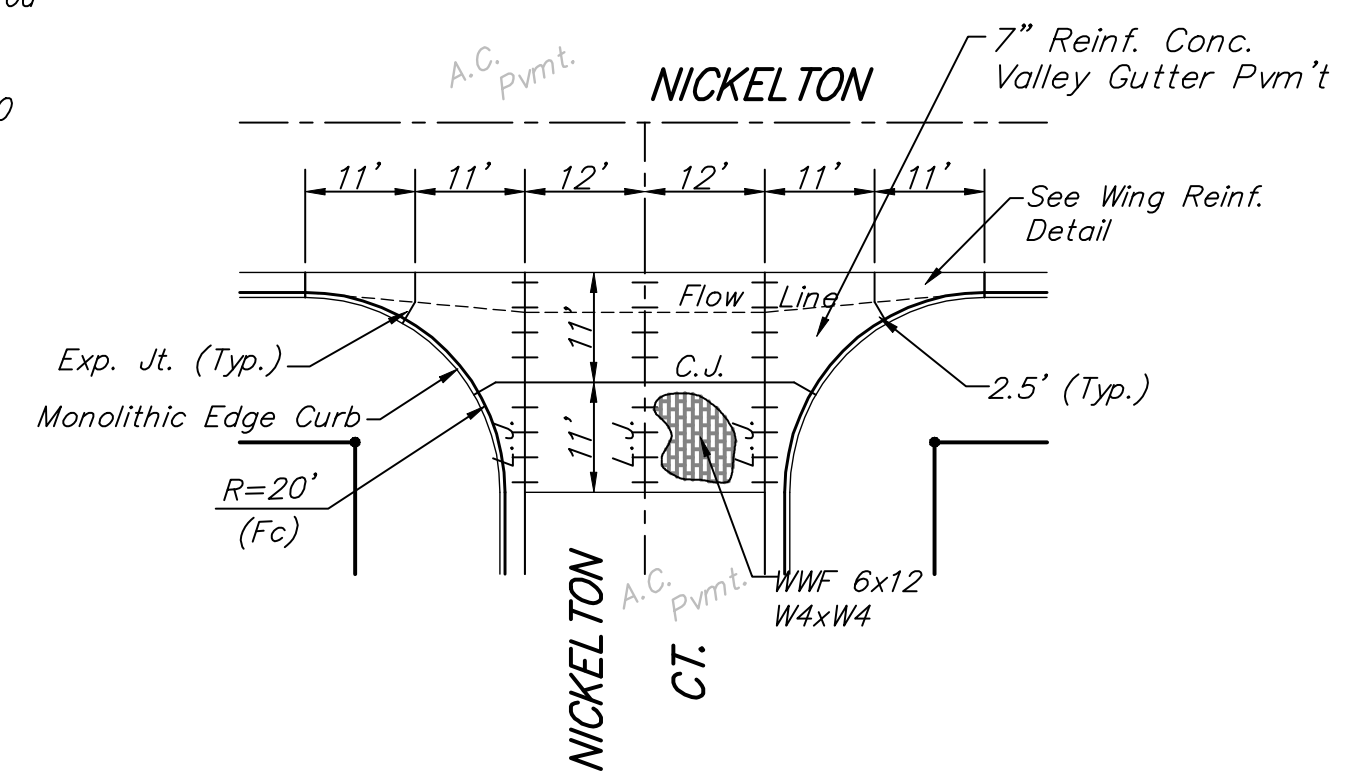 A.C.
Pvmt.
NICKELTON
7" Reinf. Conc.
Valley Gutter Pvm't
11' 11' 12' 12' 11' 11'
See Wing Reinf.
Detail
Flow Line
11'
Exp. Jt. (Typ.)
C.J.
2.5' (Typ.)
Monolithic Edge Curb
11'
L.J. L.J. L.J.
R=20'
(Fc)
NICKELTON
CT.
A.C.
Pvmt.
WWF 6x12
W4xW4